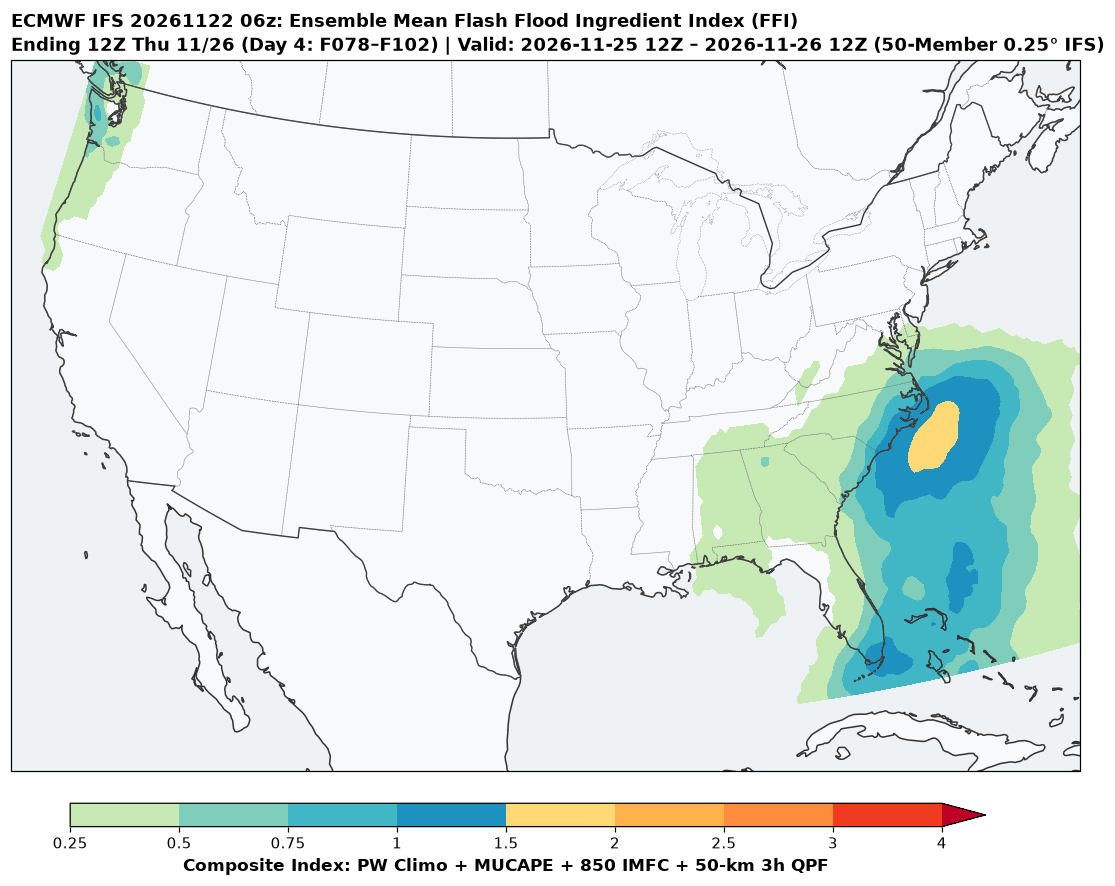 ECMWF IFS 20261122 06z: Ensemble Mean Flash Flood Ingredient Index (FFI)
Ending 12Z Thu 11/26 (Day 4: F078–F102) | Valid: 2026-11-25 12Z – 2026-11-26 12Z (50-Member 0.25° IFS)
0.25 0.5 0.75 1 1.5 2 2.5 3 4
Composite Index: PW Climo + MUCAPE + 850 IMFC + 50-km 3h QPF